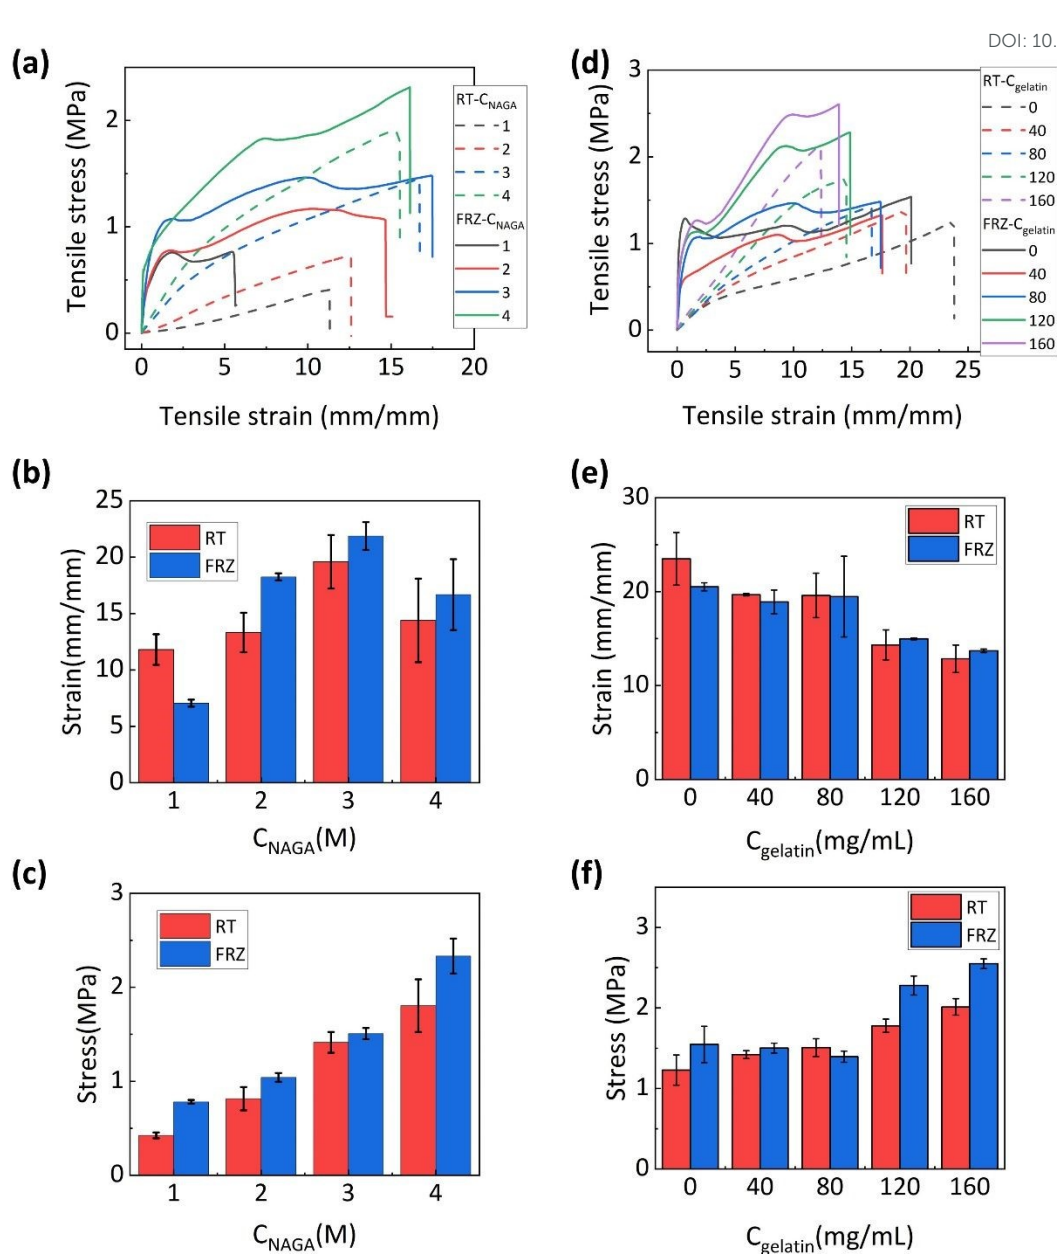 DOI: 10.
(a)
Tensile stress (MPa)
2
1
0
0 5 10 15 20
Tensile strain (mm/mm)
RT-C_NAGA
1
2
3
4
FRZ-C_NAGA
1
2
3
4
(d)
Tensile stress (MPa)
3
2
1
0
0 5 10 15 20 25
Tensile strain (mm/mm)
RT-C_gelatin
0
40
80
120
160
FRZ-C_gelatin
0
40
80
120
160
(b)
Strain(mm/mm)
25
20
15
10
5
0
RT
FRZ
1 2 3 4
C_NAGA(M)
(e)
Strain (mm/mm)
30
20
10
0
RT
FRZ
0 40 80 120 160
C_gelatin(mg/mL)
(c)
Stress(MPa)
3
2
1
0
RT
FRZ
1 2 3 4
C_NAGA(M)
(f)
Stress (MPa)
3
2
1
0
RT
FRZ
0 40 80 120 160
C_gelatin(mg/mL)